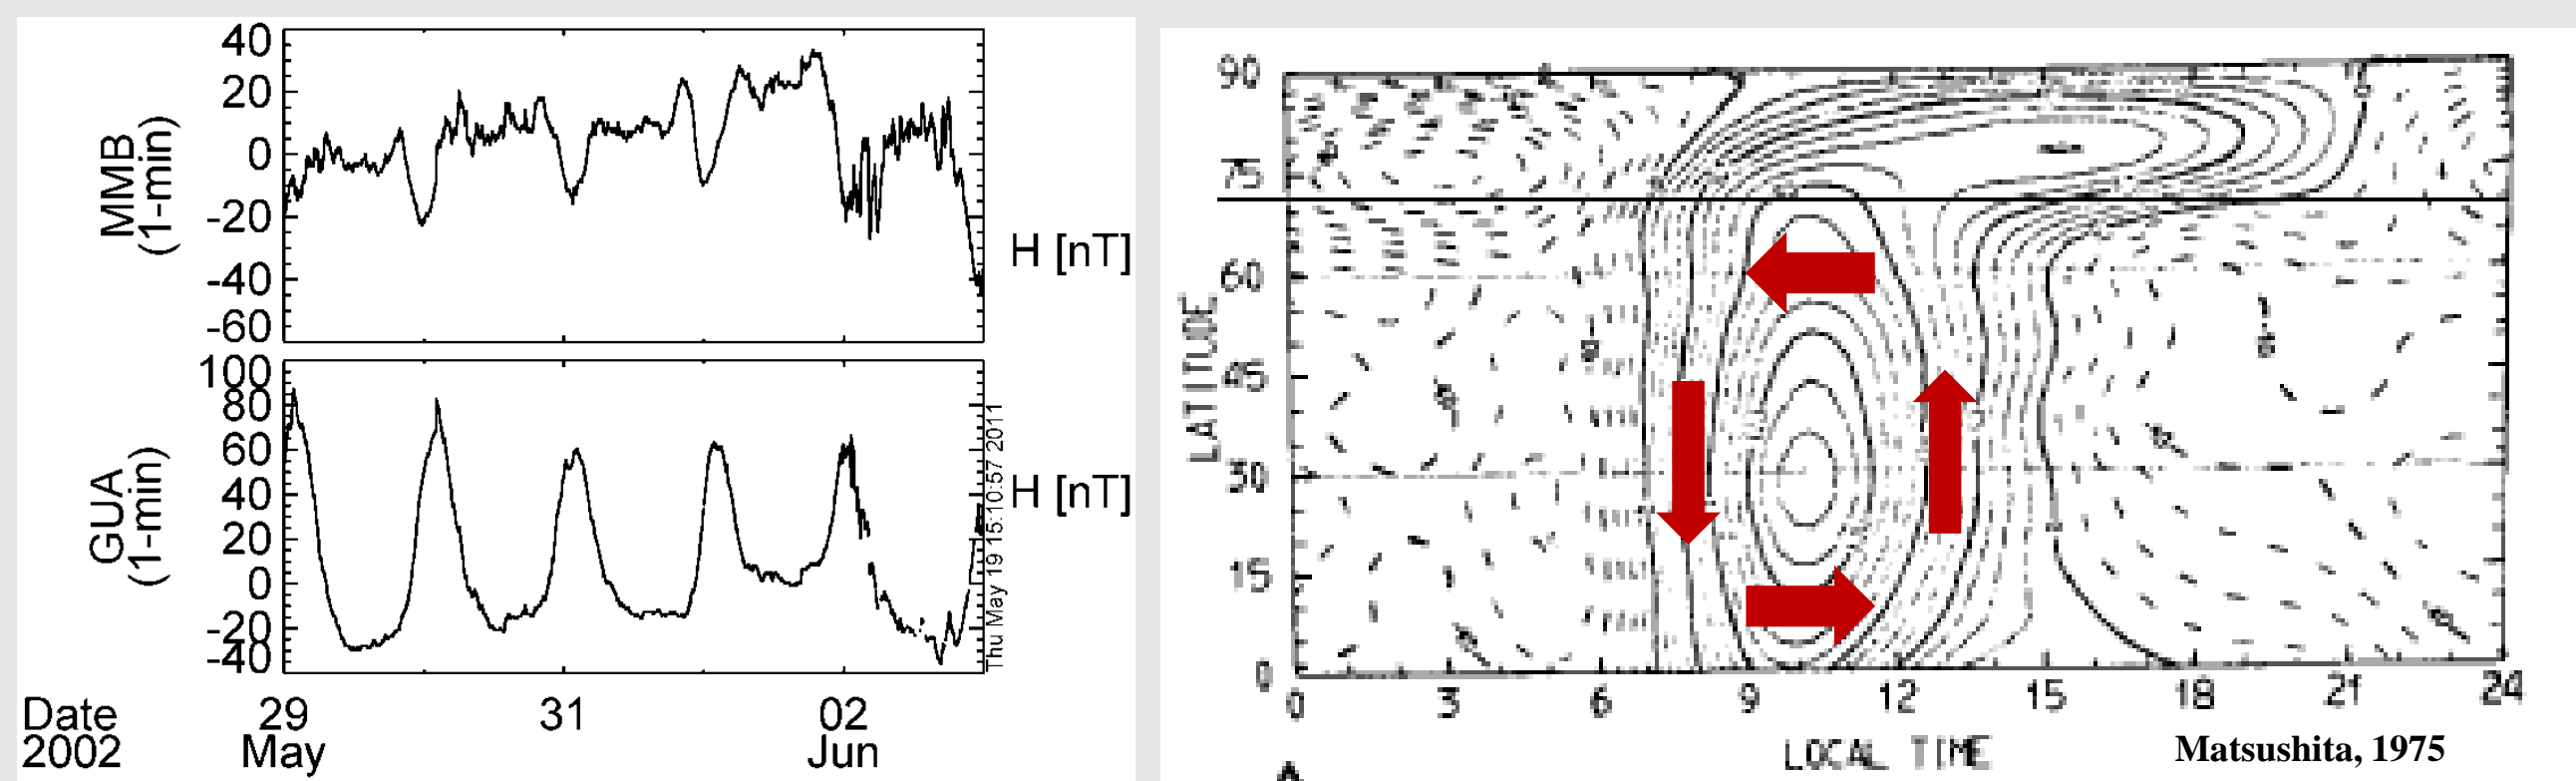 40
20
0
-20
-40
-60
MMB
(1-min)
H [nT]
100
80
60
40
20
0
-20
-40
GUA
(1-min)
H [nT]
Thu May 19 15:10:57 2011
Date 29 31 02
2002 May Jun
90
75
60
45
30
15
0
LATITUDE
0 3 6 9 12 15 18 21 24
LOCAL TIME
Matsushita, 1975